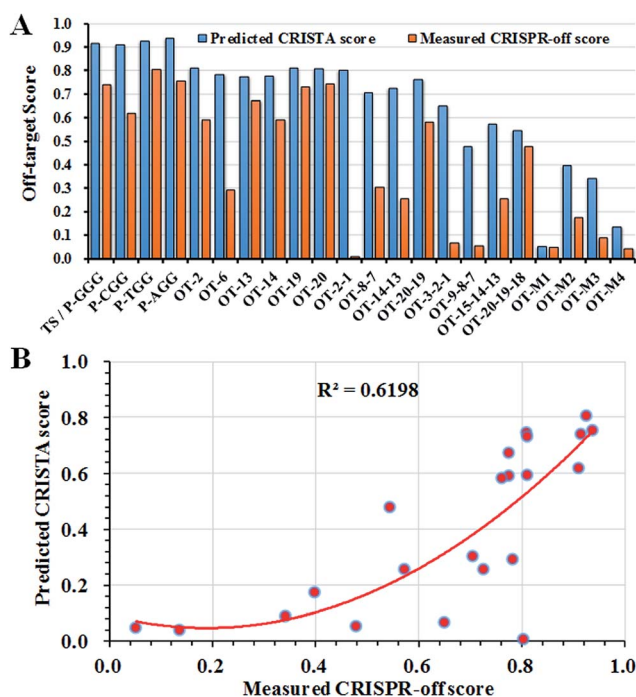 A
Off-target Score
1.0
0.9
0.8
0.7
0.6
0.5
0.4
0.3
0.2
0.1
0.0
Predicted CRISTA score
Measured CRISPR-off score
TS / P-GGG
P-CGG
P-TGG
P-AGG
OT-2
OT-6
OT-13
OT-14
OT-19
OT-20
OT-2-1
OT-8-7
OT-14-13
OT-20-19
OT-3-2-1
OT-9-8-7
OT-15-14-13
OT-20-19-18
OT-M1
OT-M2
OT-M3
OT-M4
B
Predicted CRISTA score
1.0
0.8
0.6
0.4
0.2
0.0
R² = 0.6198
0.0 0.2 0.4 0.6 0.8 1.0
Measured CRISPR-off score